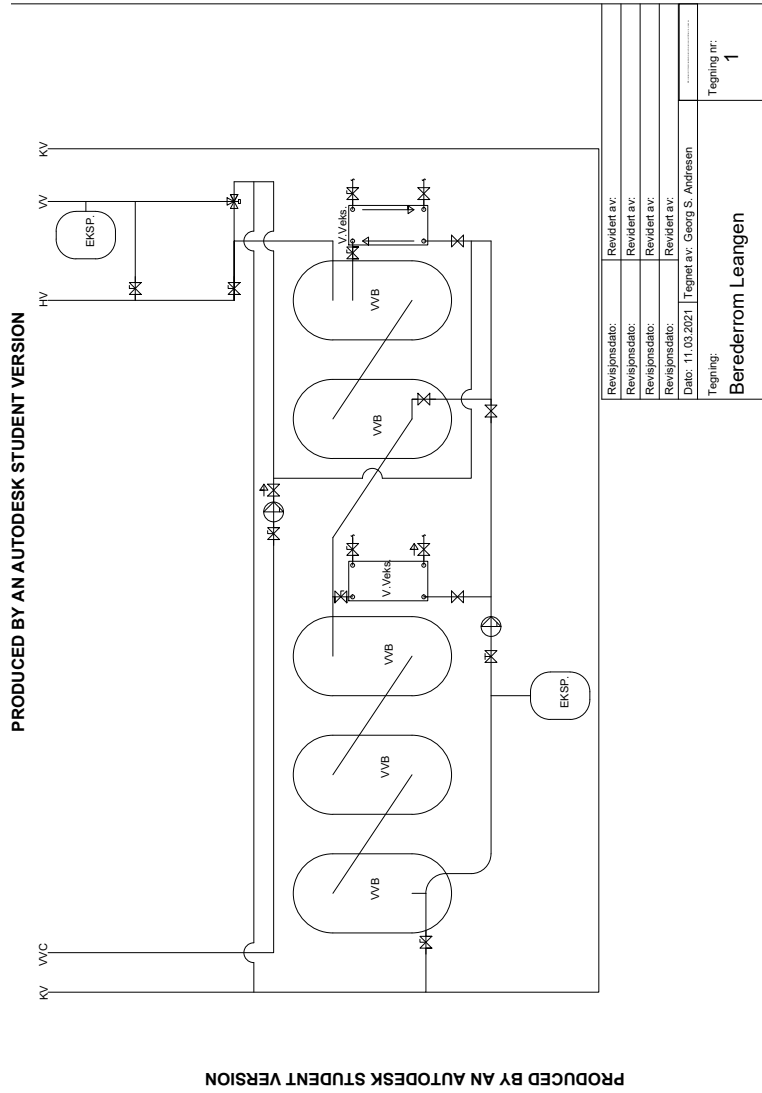 PRODUCED BY AN AUTODESK STUDENT VERSION
PRODUCED BY AN AUTODESK STUDENT VERSION
KV
VVC
HV
VV
KV
EKSP.
V.Veks.
VVB
VVB
VVB
VVB
VVB
V.Veks.
EKSP.
Revisjonsdato: Revidert av:
Revisjonsdato: Revidert av:
Revisjonsdato: Revidert av:
Revisjonsdato: Revidert av:
Dato: 11.03.2021 Tegnet av: Georg S. Andresen
Tegning:
Berederrom Leangen
Tegning nr:
1